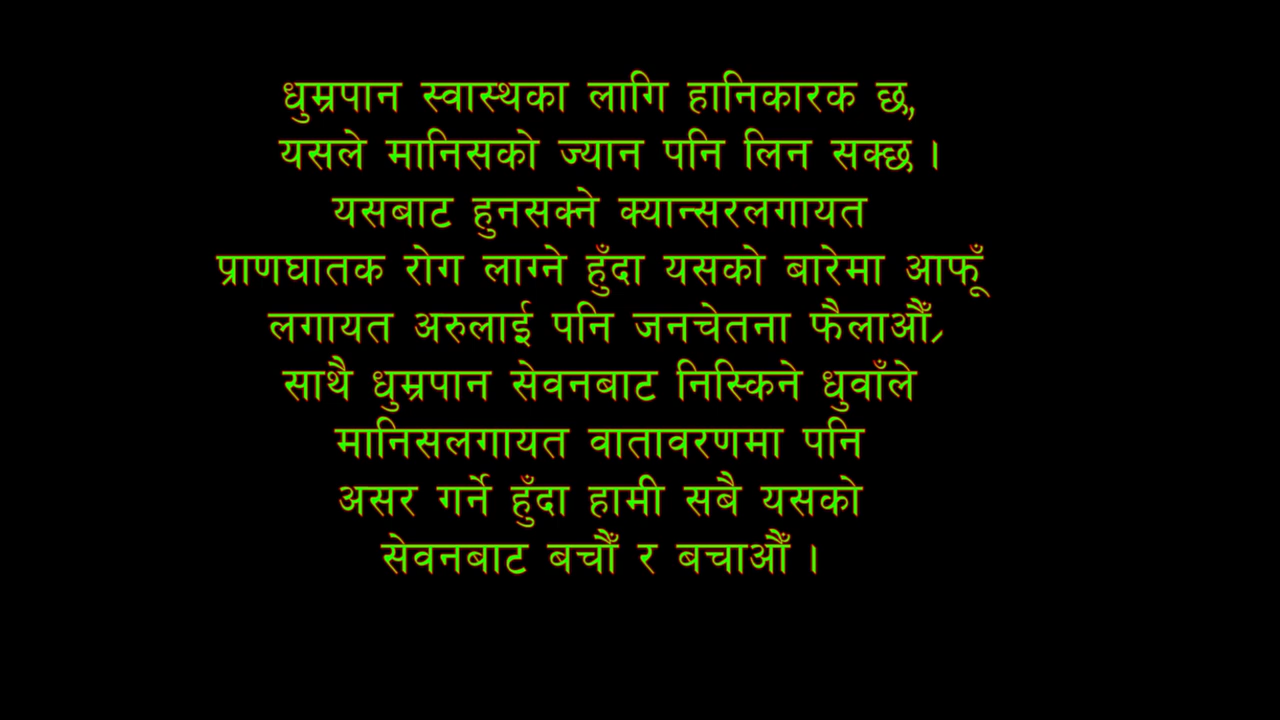 धुम्रपान स्वास्थका लागि हानिकारक छ,
यसले मानिसको ज्यान पनि लिन सक्छ ।
यसबाट हुनसक्ने क्यान्सरलगायत
प्राणघातक रोग लाग्ने हुँदा यसको बारेमा आफूँ
लगायत अरुलाई पनि जनचेतना फैलाऔँ,
साथै धुम्रपान सेवनबाट निस्किने धुवाँले
मानिसलगायत वातावरणमा पनि
असर गर्ने हुँदा हामी सबै यसको
सेवनबाट बचौँ र बचाऔँ ।